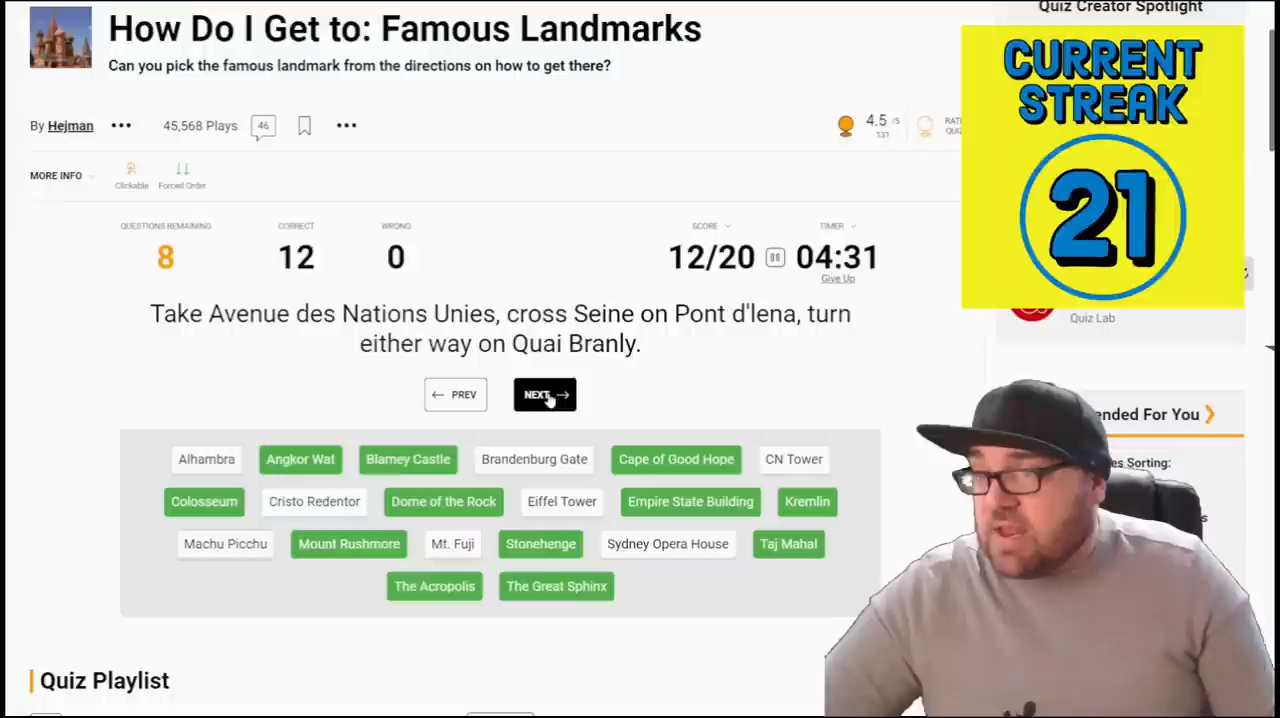 Quiz Creator Spotlight
How Do I Get to: Famous Landmarks
Can you pick the famous landmark from the directions on how to get there?
CURRENT
STREAK
21
By Hejman
45,568 Plays
46
4.5 /5
131
MORE INFO
Clickable
Forced Order
QUESTIONS REMAINING
8
CORRECT
12
WRONG
0
SCORE
12/20
TIMER
04:31
Give Up
Quiz Lab
Take Avenue des Nations Unies, cross Seine on Pont d'Iena, turn
either way on Quai Branly.
← PREV
NEXT →
Alhambra
Angkor Wat
Blarney Castle
Brandenburg Gate
Cape of Good Hope
CN Tower
Colosseum
Cristo Redentor
Dome of the Rock
Eiffel Tower
Empire State Building
Kremlin
Machu Picchu
Mount Rushmore
Mt. Fuji
Stonehenge
Sydney Opera House
Taj Mahal
The Acropolis
The Great Sphinx
For You
Sorting:
Quiz Playlist